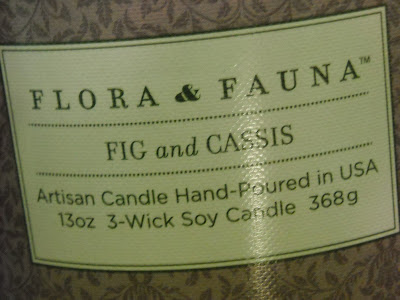 FLORA & FAUNA™
FIG and CASSIS
Artisan Candle Hand-Poured in USA
13oz 3-Wick Soy Candle 368g